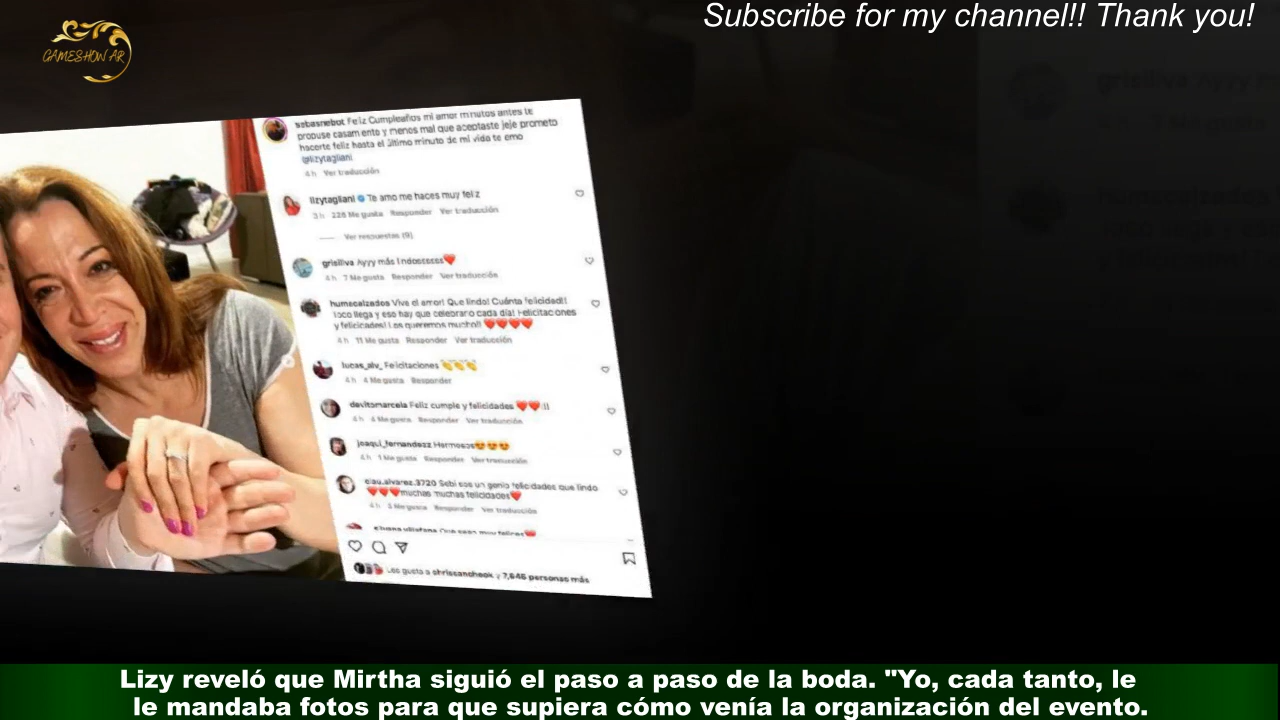 Subscribe for my channel!! Thank you!
GAMESHOW AR
sebasnebot Feliz Cumpleaños mi amor minutos antes te
propuse casamiento y menos mal que aceptaste jeje prometo
hacerte feliz hasta el último minuto de mi vida te amo
@lizytagliani
4 h Ver traducción
lizytagliani Te amo me haces muy feliz
3 h 228 Me gusta Responder Ver traducción
Ver respuestas (9)
grisilva Ayyy más lindossssss❤️
4 h 7 Me gusta Responder Ver traducción
humecalzados Vive el amor! Que lindo! Cuánta felicidad!!
loco llega y eso hay que celebrarlo cada día! Felicitaciones
y felicidades! Los queremos mucho!! ❤️❤️❤️❤️
4 h 11 Me gusta Responder Ver traducción
lucas_alv_ Felicitaciones 👏👏👏
4 h 4 Me gusta Responder
devitomarcela Feliz cumple y felicidades ❤️❤️!!!
4 h 4 Me gusta Responder Ver traducción
joaqui_fernandezz Hermosos😍😍😍
4 h 1 Me gusta Responder Ver traducción
clau.alvarez.3720 Sebi sos un genio felicidades que lindo
❤️❤️❤️muchas muchas felicidades❤️
4 h 3 Me gusta Responder Ver traducción
Les gusta a chrissancheok y 7,646 personas más
Lizy reveló que Mirtha siguió el paso a paso de la boda. "Yo, cada tanto, le
le mandaba fotos para que supiera cómo venía la organización del evento.